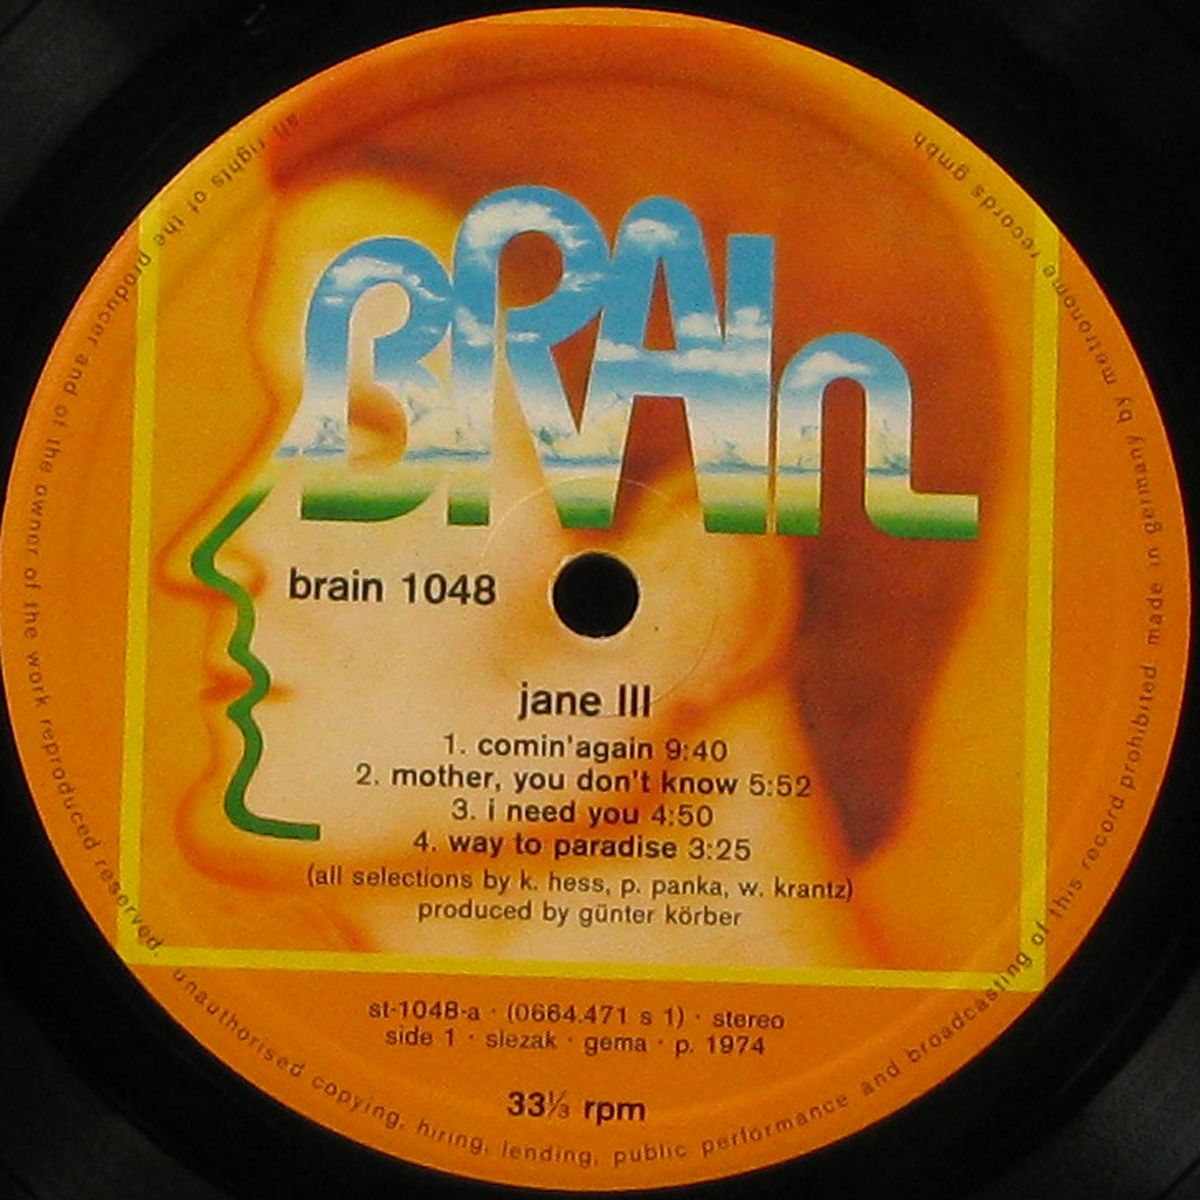 BRAIn
brain 1048
jane III
1. comin'again 9:40
2. mother, you don't know 5:52
3. i need you 4:50
4. way to paradise 3:25
(all selections by k. hess, p. panka, w. krantz)
produced by günter körber
st-1048-a · (0664.471 s 1) · stereo
side 1 · slezak · gema · p. 1974
33⅓ rpm
all rights of the producer and of the owner of the work reproduced reserved. unauthorised copying, hiring, lending, public performance and broadcasting of this record prohibited made in germany by metronome records gmbh